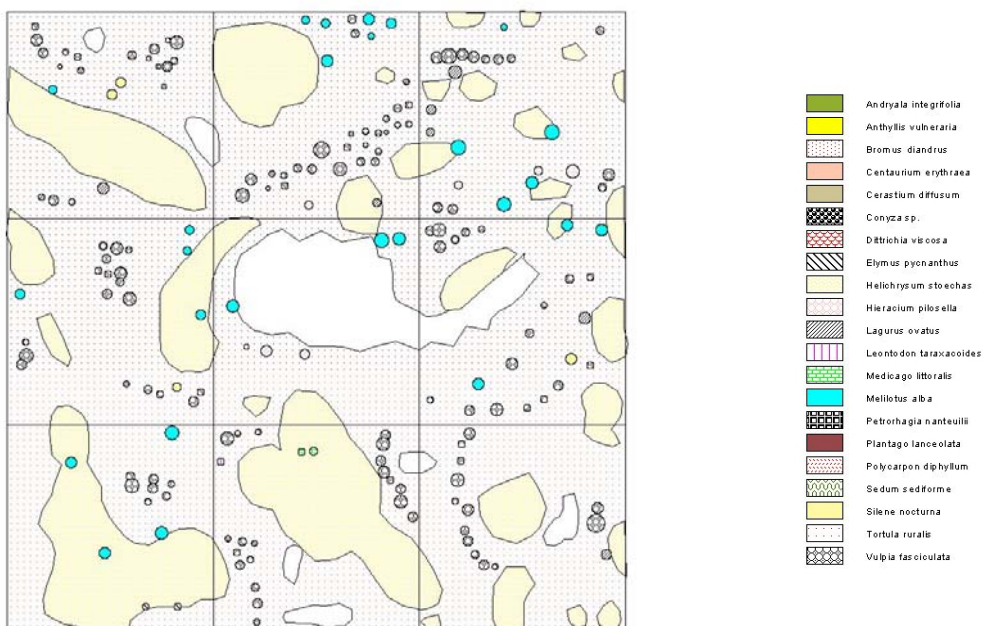 Andryala integrifolia
Anthyllis vulneraria
Bromus diandrus
Centaurium erythraea
Cerastium diffusum
Conyza sp.
Dittrichia viscosa
Elymus pycnanthus
Helichrysum stoechas
Hieracium pilosella
Lagurus ovatus
Leontodon taraxacoides
Medicago littoralis
Melilotus alba
Petrorhagia nanteuilii
Plantago lanceolata
Polycarpon diphyllum
Sedum sediforme
Silene nocturna
Tortula ruralis
Vulpia fasciculata